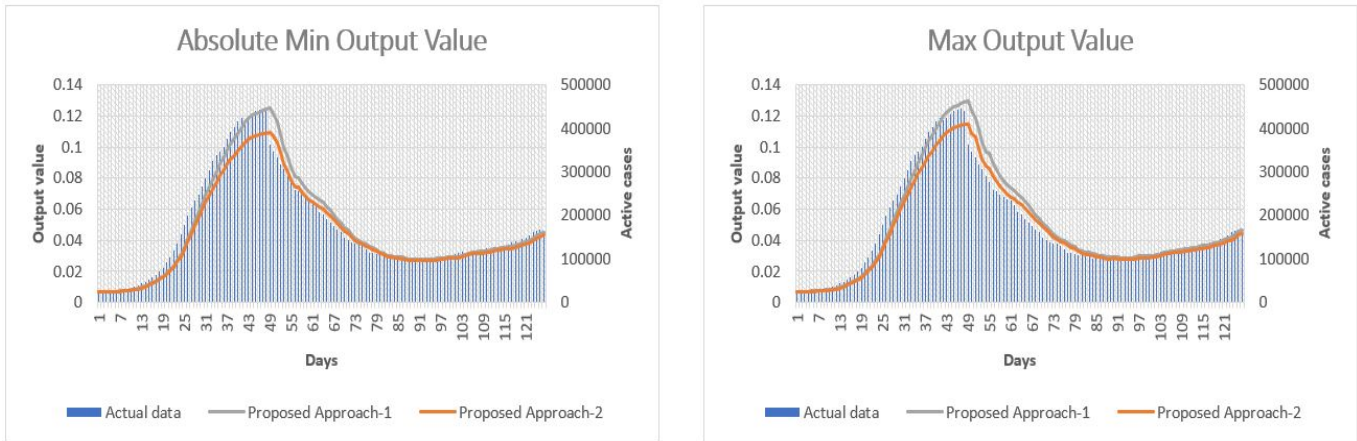 Absolute Min Output Value
0.14
0.12
0.1
0.08
0.06
0.04
0.02
0
Output value
500000
400000
300000
200000
100000
0
Active cases
1 7 13 19 25 31 37 43 49 55 61 67 73 79 85 91 97 103 109 115 121
Days
Actual data Proposed Approach-1 Proposed Approach-2
Max Output Value
0.14
0.12
0.1
0.08
0.06
0.04
0.02
0
Output value
500000
400000
300000
200000
100000
0
Active cases
1 7 13 19 25 31 37 43 49 55 61 67 73 79 85 91 97 103 109 115 121
Days
Actual data Proposed Approach-1 Proposed Approach-2